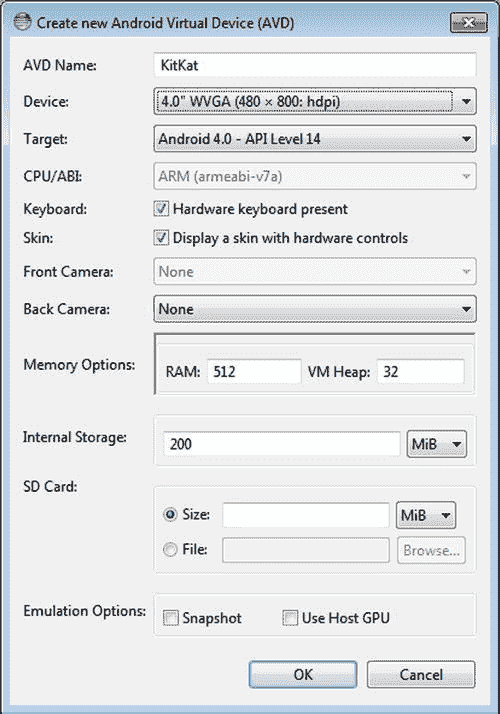 Create new Android Virtual Device (AVD)
AVD Name: KitKat
Device: 4.0" WVGA (480 × 800: hdpi)
Target: Android 4.0 - API Level 14
CPU/ABI: ARM (armeabi-v7a)
Keyboard: Hardware keyboard present
Skin: Display a skin with hardware controls
Front Camera: None
Back Camera: None
Memory Options: RAM: 512 VM Heap: 32
Internal Storage: 200 MiB
SD Card:
Size: MiB
File: Browse...
Emulation Options: Snapshot Use Host GPU
OK Cancel